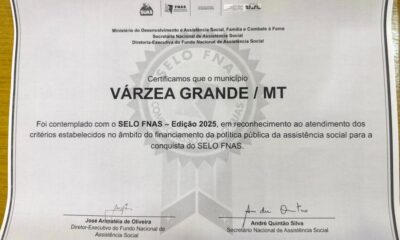 SUAS
FNAS
Ministério do Desenvolvimento e Assistência Social, Família e Combate à Fome
Secretaria Nacional de Assistência Social
Diretoria-Executiva do Fundo Nacional de Assistência Social
SELO FNAS
Certificamos que o município
VÁRZEA GRANDE / MT
Foi contemplado com o SELO FNAS – Edição 2025, em reconhecimento ao atendimento dos
critérios estabelecidos no âmbito do financiamento da política pública da assistência social para a
conquista do SELO FNAS.
José Arimatéia de Oliveira
Diretor-Executivo do Fundo Nacional de
Assistência Social
André Quintão Silva
Secretário Nacional de Assistência Social